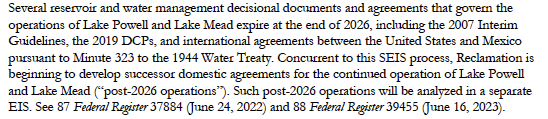 Several reservoir and water management decisional documents and agreements that govern the
operations of Lake Powell and Lake Mead expire at the end of 2026, including the 2007 Interim
Guidelines, the 2019 DCPs, and international agreements between the United States and Mexico
pursuant to Minute 323 to the 1944 Water Treaty. Concurrent to this SEIS process, Reclamation is
beginning to develop successor domestic agreements for the continued operation of Lake Powell
and Lake Mead (“post-2026 operations”). Such post-2026 operations will be analyzed in a separate
EIS. See 87 Federal Register 37884 (June 24, 2022) and 88 Federal Register 39455 (June 16, 2023).